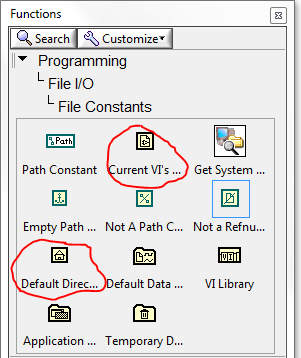 Functions
Search Customize
Programming
File I/O
File Constants
Path
Path Constant Current VI's ... Get System ...
Empty Path ... Not A Path C... Not a Refnu...
Default Direc... Default Data ... VI Library
Application ... Temporary D...